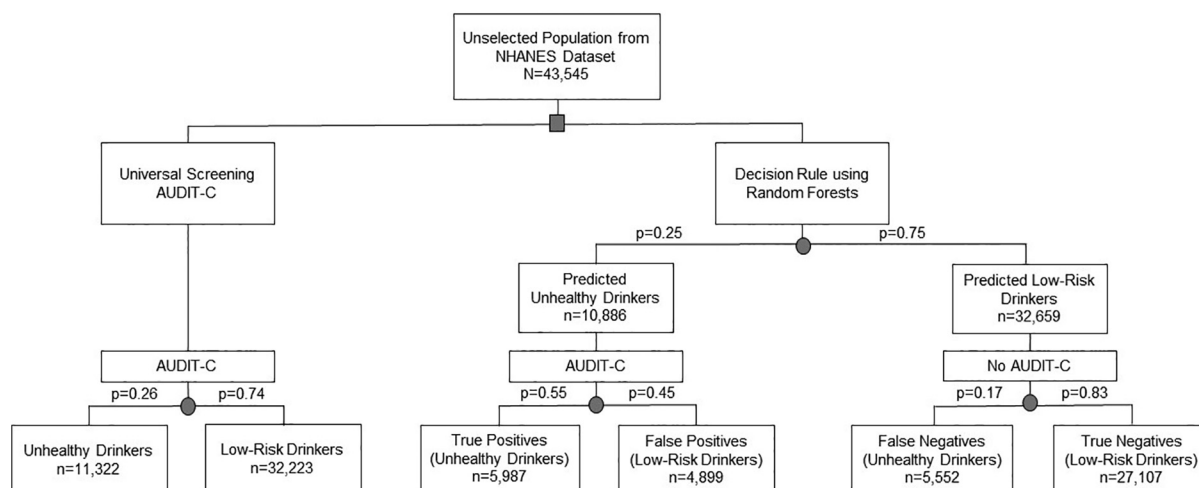 Unselected Population from
NHANES Dataset
N=43,545
Universal Screening
AUDIT-C
Decision Rule using
Random Forests
p=0.25
p=0.75
Predicted
Unhealthy Drinkers
n=10,886
Predicted Low-Risk
Drinkers
n=32,659
AUDIT-C
AUDIT-C
No AUDIT-C
p=0.26
p=0.74
p=0.55
p=0.45
p=0.17
p=0.83
Unhealthy Drinkers
n=11,322
Low-Risk Drinkers
n=32,223
True Positives
(Unhealthy Drinkers)
n=5,987
False Positives
(Low-Risk Drinkers)
n=4,899
False Negatives
(Unhealthy Drinkers)
n=5,552
True Negatives
(Low-Risk Drinkers)
n=27,107